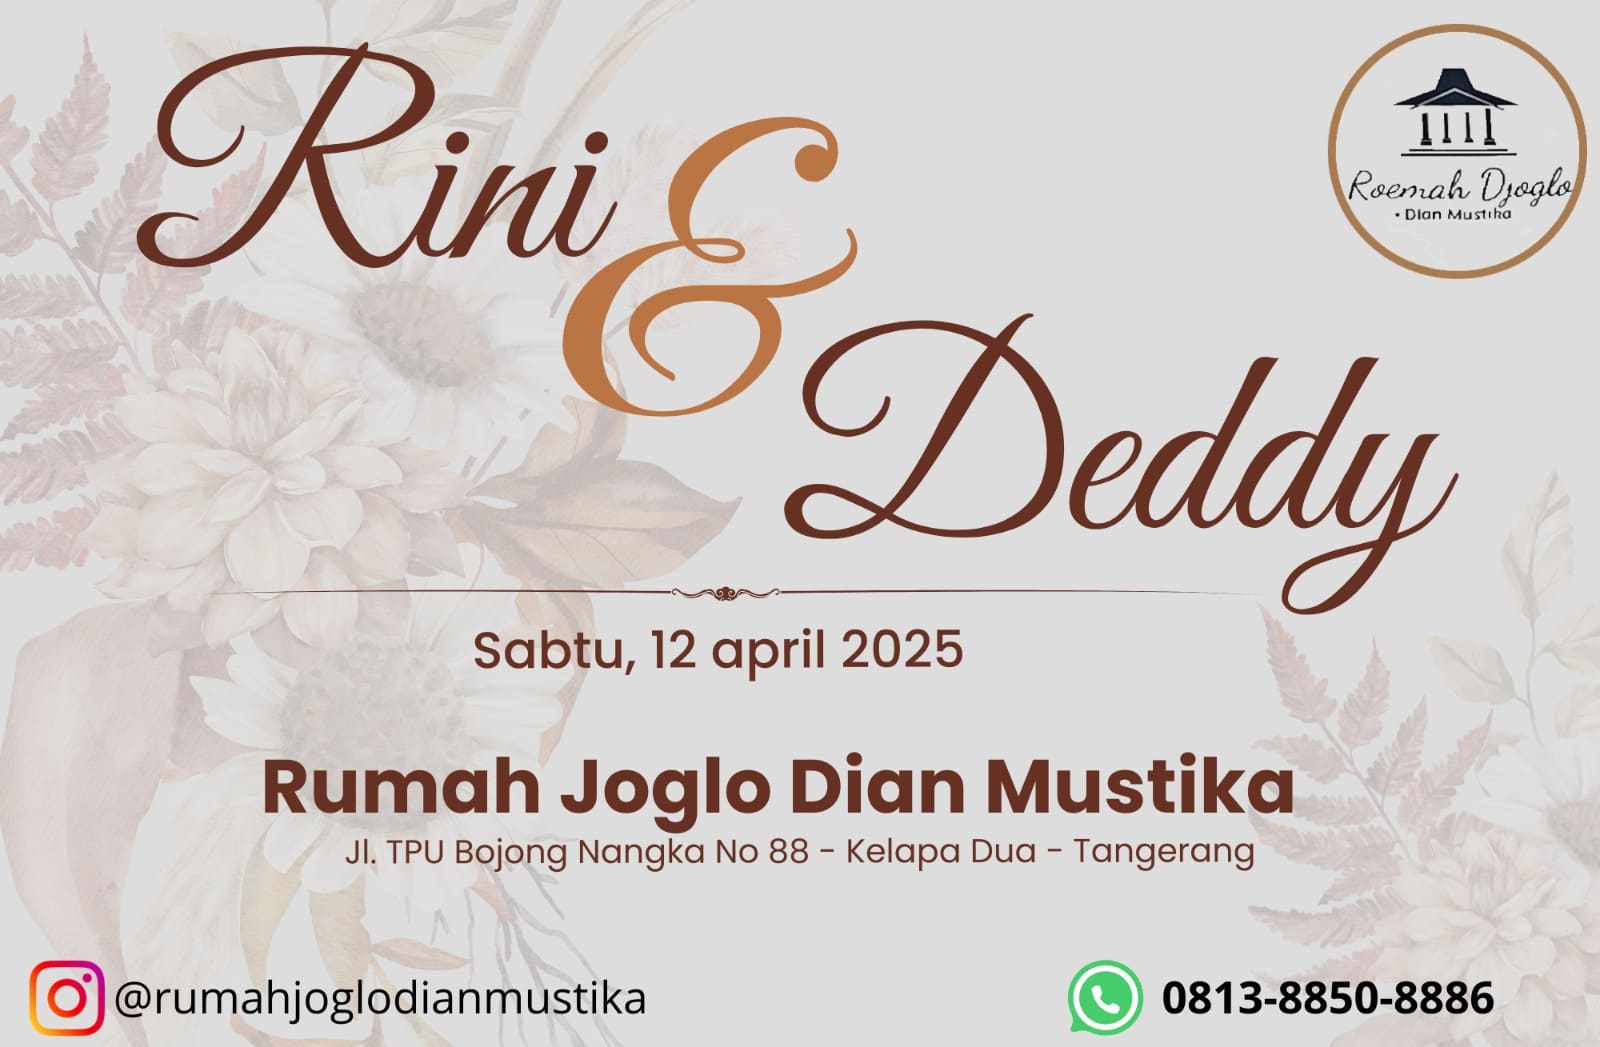 Rini
&
Deddy
Roemah Djoglo
• Dian Mustika
Sabtu, 12 april 2025
Rumah Joglo Dian Mustika
Jl. TPU Bojong Nangka No 88 - Kelapa Dua - Tangerang
@rumahjoglodianmustika
0813-8850-8886